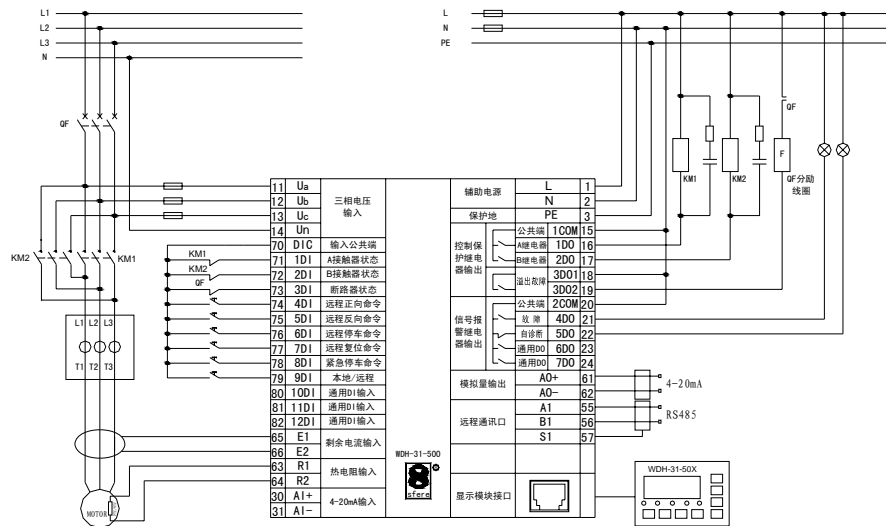 L1
L2
L3
N
L
N
PE
QF
QF
KM1
KM2
F
QF分励
线圈
KM2
KM1
L1 L2 L3
T1 T2 T3
MOTOR
KM1
KM2
QF
11 Ua
12 Ub
13 Uc
14 Un
三相电压
输入
70 DIC 输入公共端
71 1DI A接触器状态
72 2DI B接触器状态
73 3DI 断路器状态
74 4DI 远程正向命令
75 5DI 远程反向命令
76 6DI 远程停车命令
77 7DI 远程复位命令
78 8DI 紧急停车命令
79 9DI 本地/远程
80 10DI 通用DI输入
81 11DI 通用DI输入
82 12DI 通用DI输入
65 E1
66 E2
剩余电流输入
63 R1
64 R2
热电阻输入
30 AI+
31 AI-
4-20mA输入
WDH-31-500
sfere
辅助电源
L 1
N 2
保护地 PE 3
控制保
护继电
器输出
公共端 1COM 15
A继电器 1DO 16
B继电器 2DO 17
溢出故障
3DO1 18
3DO2 19
信号报
警继电
器输出
公共端 2COM 20
故 障 4DO 21
自诊断 5DO 22
通用DO 6DO 23
通用DO 7DO 24
模拟量输出
AO+ 61
AO- 62
4-20mA
远程通讯口
A1 55
B1 56
S1 57
RS485
显示模块接口
WDH-31-50X